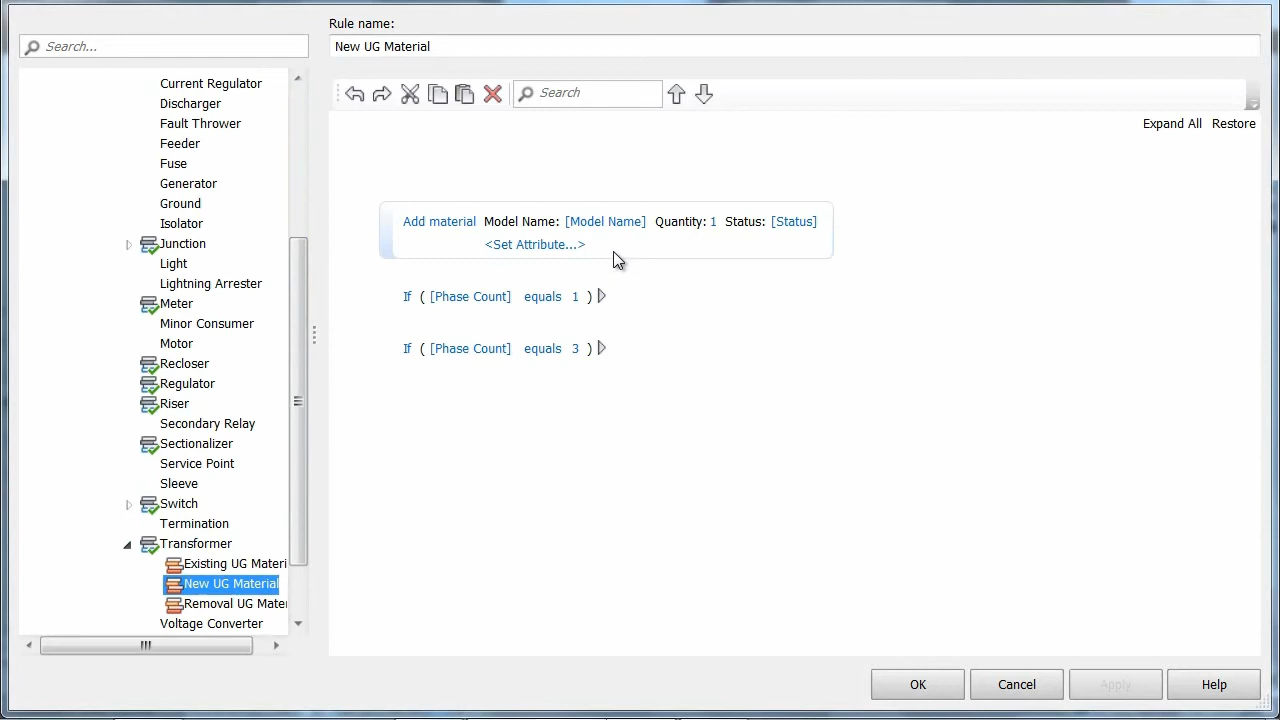 Rule name:
Search...
New UG Material
Search
Expand All Restore
Current Regulator
Discharger
Fault Thrower
Feeder
Fuse
Generator
Ground
Isolator
Junction
Light
Lightning Arrester
Meter
Minor Consumer
Motor
Recloser
Regulator
Riser
Secondary Relay
Sectionalizer
Service Point
Sleeve
Switch
Termination
Transformer
Existing UG Materi
New UG Material
Removal UG Mater
Voltage Converter
Add material Model Name: [Model Name] Quantity: 1 Status: [Status]
<Set Attribute...>
If ( [Phase Count] equals 1 )
If ( [Phase Count] equals 3 )
OK Cancel Apply Help